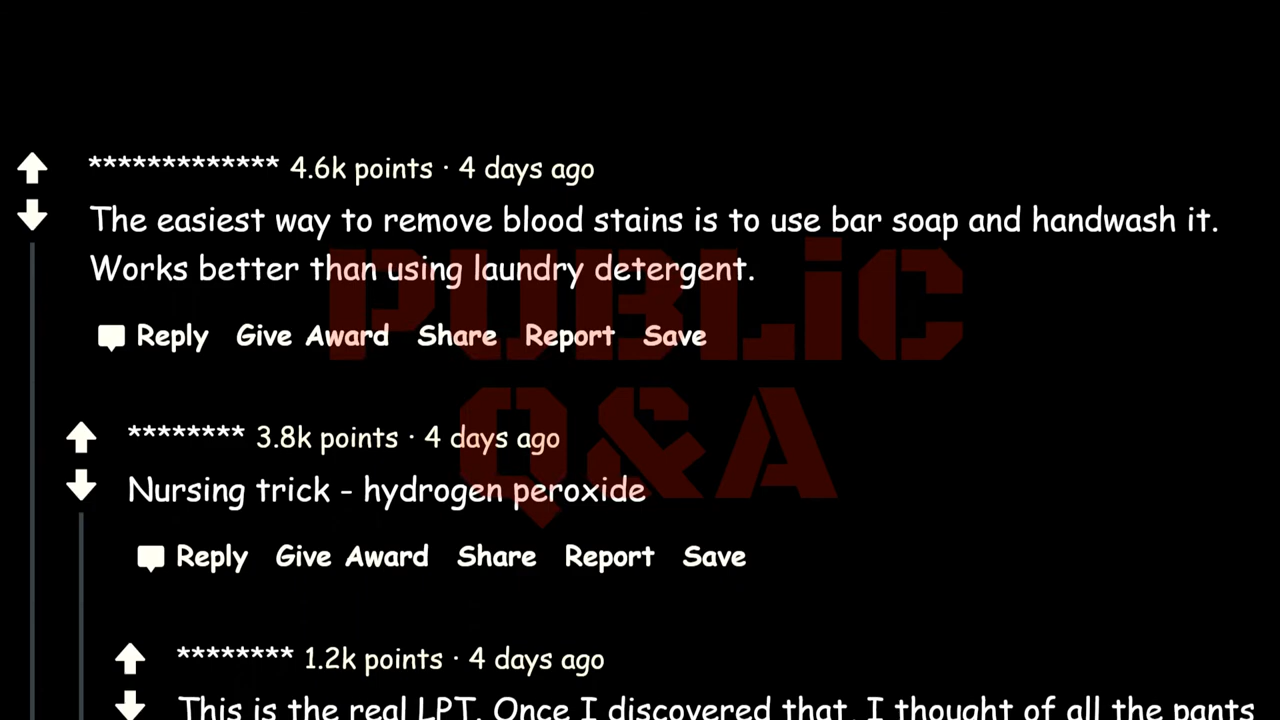 ************* 4.6k points · 4 days ago
The easiest way to remove blood stains is to use bar soap and handwash it.
Works better than using laundry detergent.
Reply Give Award Share Report Save
PUBLiC
Q&A
******** 3.8k points · 4 days ago
Nursing trick - hydrogen peroxide
Reply Give Award Share Report Save
******** 1.2k points · 4 days ago
This is the real LPT. Once I discovered that, I thought of all the pants